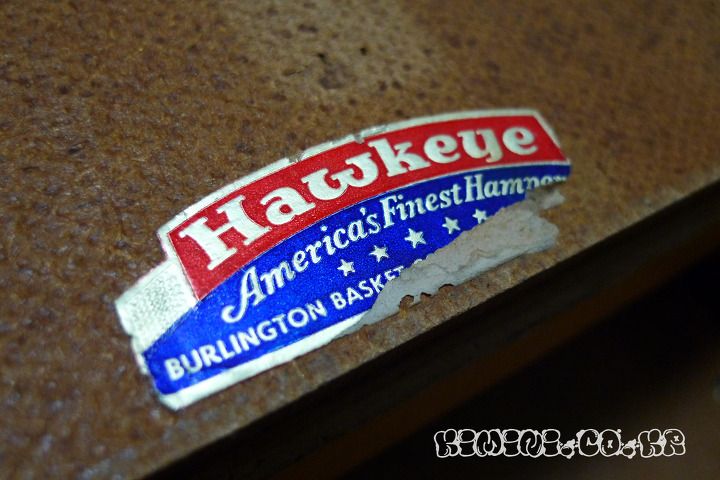 Hawkeye
America's Finest Hamper
BURLINGTON BASKET
KIMINI.CO.KR